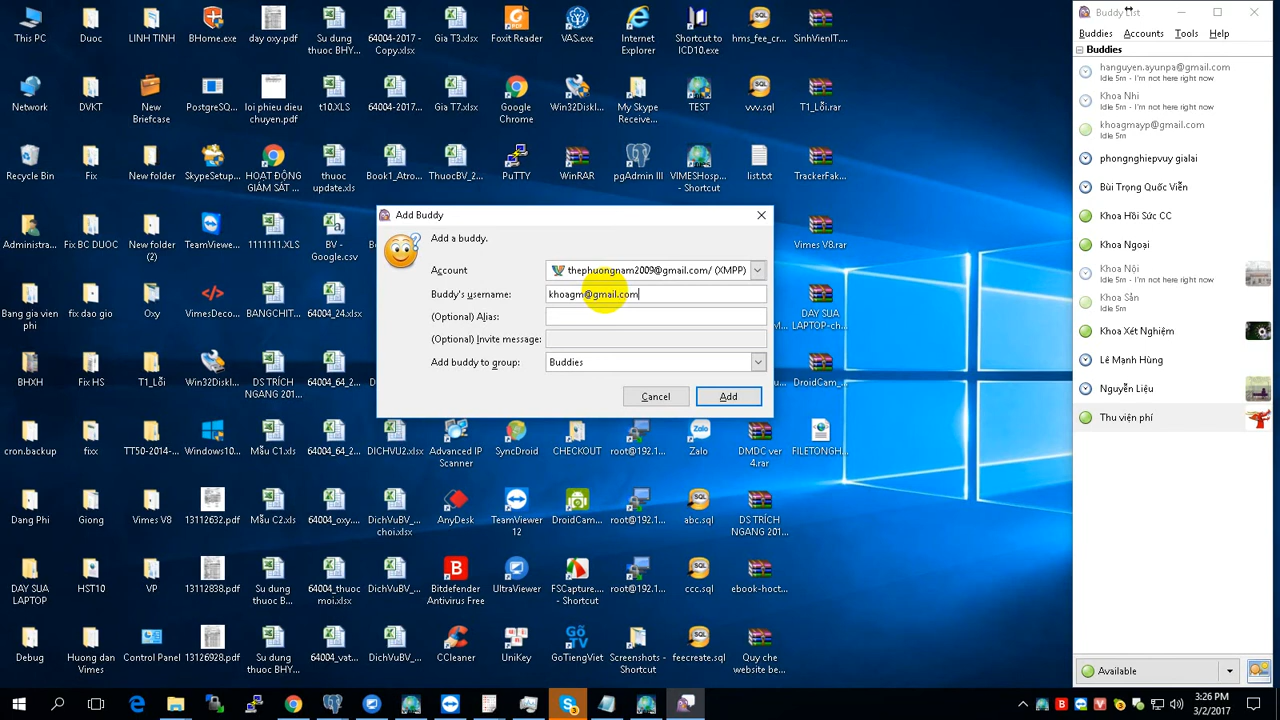 This PC
Duoc
LINH TINH
BHome.exe
day oxy.pdf
Su dung
thuoc BHY...
64004-2017
- Copy.xlsx
Gia T3.xlsx
Foxit Reader
VAS.exe
Internet
Explorer
Shortcut to
ICD10.exe
hms_fee_cr...
SinhVienIT....
Network
DVKT
New
Briefcase
PostgreSQ...
loi phieu dieu
chuyen.pdf
t10.XLS
64004-2017...
Gia T7.xlsx
Google
Chrome
Win32DiskI...
My Skype
Receive...
TEST
vvv.sql
T1_Lỗi.rar
Recycle Bin
Fix
New folder
SkypeSetup...
HOẠT ĐỘNG
GIÁM SÁT ...
thuoc
update.xls
Book1_Atro...
ThuocBV_2...
PuTTY
WinRAR
pgAdmin III
VIMESHosp...
- Shortcut
list.txt
TrackerFak...
Administra...
Fix BC DUOC
New folder
(2)
TeamViewe...
1111111.XLS
BV -
Google.csv
Vimes V8.rar
Bang gia vien
phi
fix dao gio
Oxy
VimesDeco...
BANGCHIT...
64004_24.xlsx
DAY SUA
LAPTOP-ch...
BHXH
Fix HS
T1_Lỗi
Win32Diskl...
DS TRÍCH
NGANG 201...
64004_64_2...
DroidCam_...
cron.backup
fixx
TT50-2014-...
Windows10...
Mẫu C1.xlsx
64004_64_2...
DICHVU2.xlsx
Advanced IP
Scanner
SyncDroid
CHECKOUT
root@192.1...
Zalo
DMDC ver
4.rar
FILETONGH...
Dang Phi
Giong
Vimes V8
13112632.pdf
Mẫu C2.xlsx
64004_oxy...
DichVuBV_...
choi.xlsx
AnyDesk
TeamViewer
12
DroidCam...
root@192.1...
abc.sql
DS TRÍCH
NGANG 201...
DAY SUA
LAPTOP
HST10
VP
13112838.pdf
Su dung
thuoc B...
64004_thuoc
moi.xlsx
DichVuBV_...
Bitdefender
Antivirus Free
UltraViewer
FSCapture....
- Shortcut
root@192.1...
ccc.sql
ebook-hoct...
Debug
Huong dan
Vimes
Control Panel
13126928.pdf
Su dung
thuoc B...
64004_vat...
DichVuBV_...
CCleaner
UniKey
GoTiengViet
Screenshots -
Shortcut
feecreate.sql
Quy che
website be...
Add Buddy
Add a buddy.
Account
thephuongnam2009@gmail.com/ (XMPP)
Buddy's username:
khoagm@gmail.com
(Optional) Alias:
(Optional) Invite message:
Add buddy to group:
Buddies
Cancel
Add
Buddy List
Buddies
Accounts
Tools
Help
Buddies
hanguyen.ayunpa@gmail.com
Idle 5m - I'm not here right now
Khoa Nhi
Idle 5m - I'm not here right now
khoagmayp@gmail.com
Idle 5m
phongnghiepvuy gialai
Bùi Trọng Quốc Viễn
Khoa Hồi Sức CC
Khoa Ngoại
Khoa Nội
Idle 5m - I'm not here right now
Khoa Sản
Idle 5m
Khoa Xét Nghiệm
Lê Mạnh Hùng
Nguyễn Liệu
Thu viện phí
Available
3:26 PM
3/2/2017